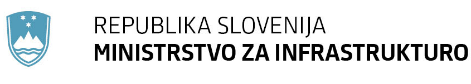 REPUBLIKA SLOVENIJA
MINISTRSTVO ZA INFRASTRUKTURO